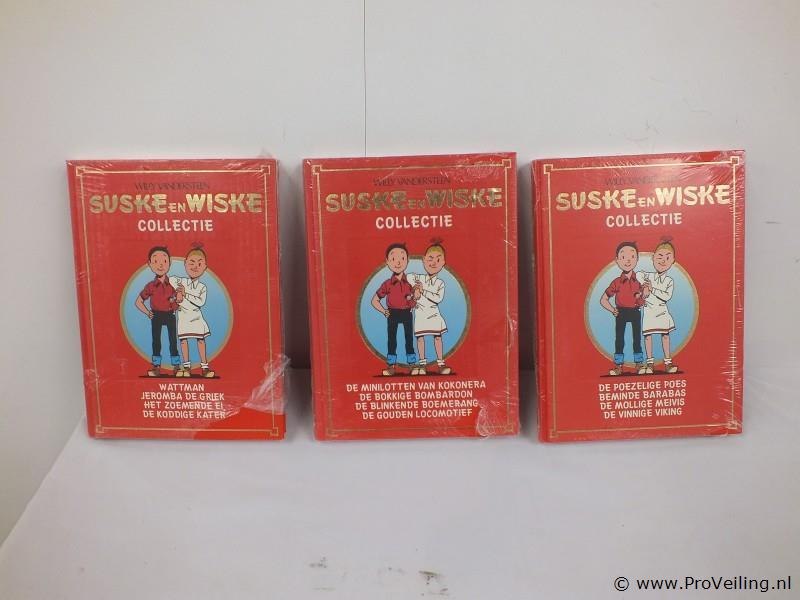 WILLY VANDERSTEEN
SUSKE EN WISKE
COLLECTIE
WATTMAN
JEROMBA DE GRIEK
HET ZOEMENDE EI
DE KODDIGE KATER
WILLY VANDERSTEEN
SUSKE EN WISKE
COLLECTIE
DE MINILOTTEN VAN KOKONERA
DE BOKKIGE BOMBARDON
DE BLINKENDE BOEMERANG
DE GOUDEN LOCOMOTIEF
WILLY VANDERSTEEN
SUSKE EN WISKE
COLLECTIE
DE POEZELIGE POES
BEMINDE BARABAS
DE MOLLIGE MEIVIS
DE VINNIGE VIKING
© www.ProVeiling.nl